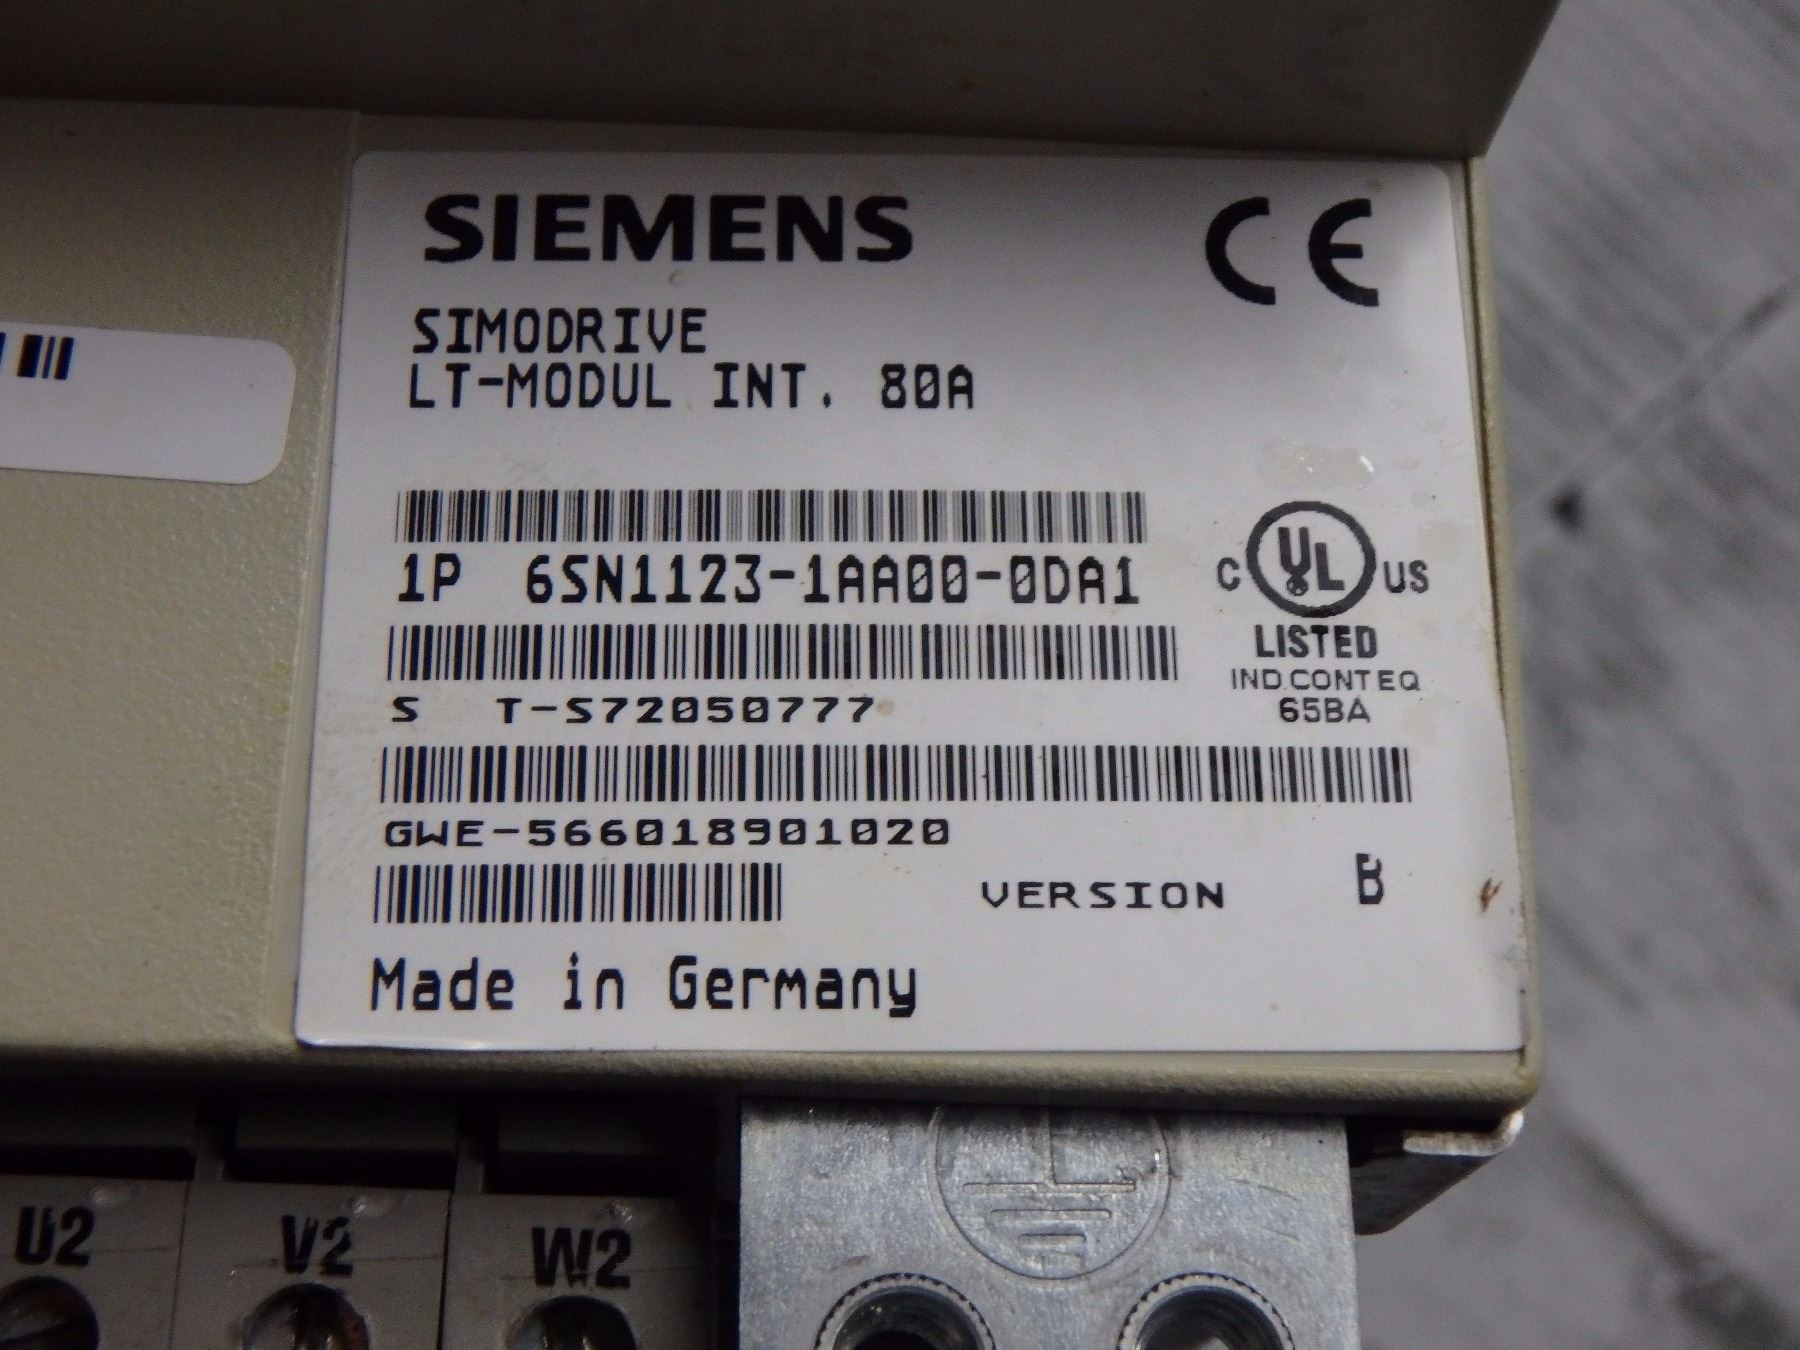 SIEMENS
CE
SIMODRIVE
LT-MODUL INT. 80A
1P 6SN1123-1AA00-0DA1
C UL US
LISTED
IND.CONT.EQ
65BA
S T-S72050777
GWE-566018901020
VERSION B
Made in Germany
U2 V2 W2